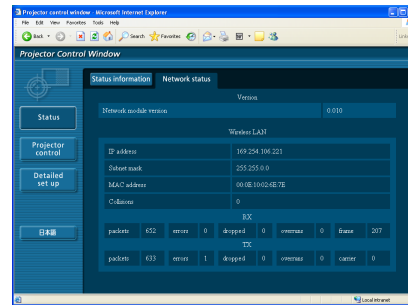 Projector control window - Microsoft Internet Explorer
File Edit View Favorites Tools Help
Back Search Favorites
Projector Control Window
Status information Network status
Version
Network module version 0.010
Wireless LAN
IP address 169.254.106.221
Subnet mask 255.255.0.0
MAC address 00:0E:10:02:6E:7E
Collisions 0
RX
packets 652 errors 0 dropped 0 overruns 0 frame 207
TX
packets 633 errors 1 dropped 0 overruns 0 carrier 0
Status
Projector
control
Detailed
set up
日本語
Local intranet